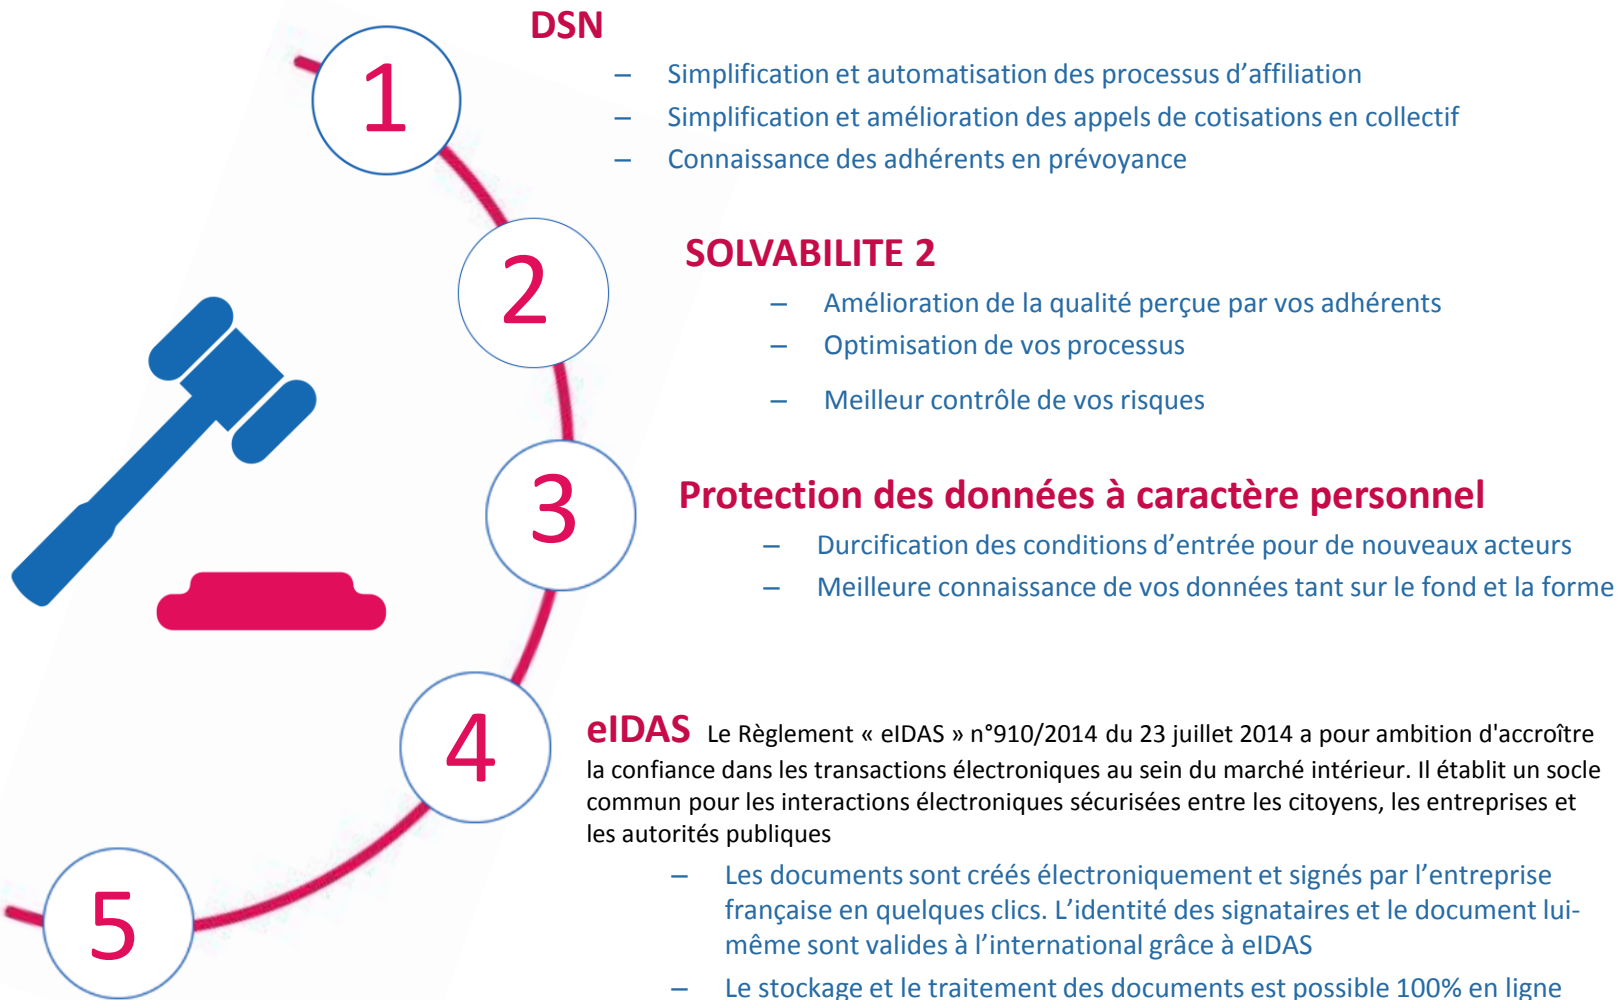 1
DSN
– Simplification et automatisation des processus d’affiliation
– Simplification et amélioration des appels de cotisations en collectif
– Connaissance des adhérents en prévoyance
2
SOLVABILITE 2
– Amélioration de la qualité perçue par vos adhérents
– Optimisation de vos processus
– Meilleur contrôle de vos risques
3
Protection des données à caractère personnel
– Durcification des conditions d’entrée pour de nouveaux acteurs
– Meilleure connaissance de vos données tant sur le fond et la forme
4
eIDAS Le Règlement « eIDAS » n°910/2014 du 23 juillet 2014 a pour ambition d'accroître
la confiance dans les transactions électroniques au sein du marché intérieur. Il établit un socle
commun pour les interactions électroniques sécurisées entre les citoyens, les entreprises et
les autorités publiques
– Les documents sont créés électroniquement et signés par l’entreprise
française en quelques clics. L’identité des signataires et le document lui-
même sont valides à l’international grâce à eIDAS
– Le stockage et le traitement des documents est possible 100% en ligne
5